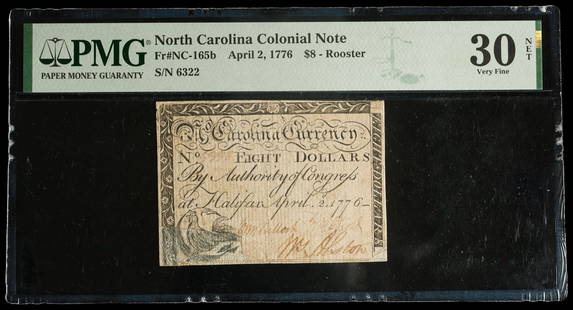 PMG
PAPER MONEY GUARANTY
North Carolina Colonial Note
Fr#NC-165b April 2, 1776 $8 - Rooster
S/N 6322
30 NET
Very Fine
No. Carolina Currency.
No EIGHT DOLLARS
By Authority of Congress
at Halifax April 2. 1776